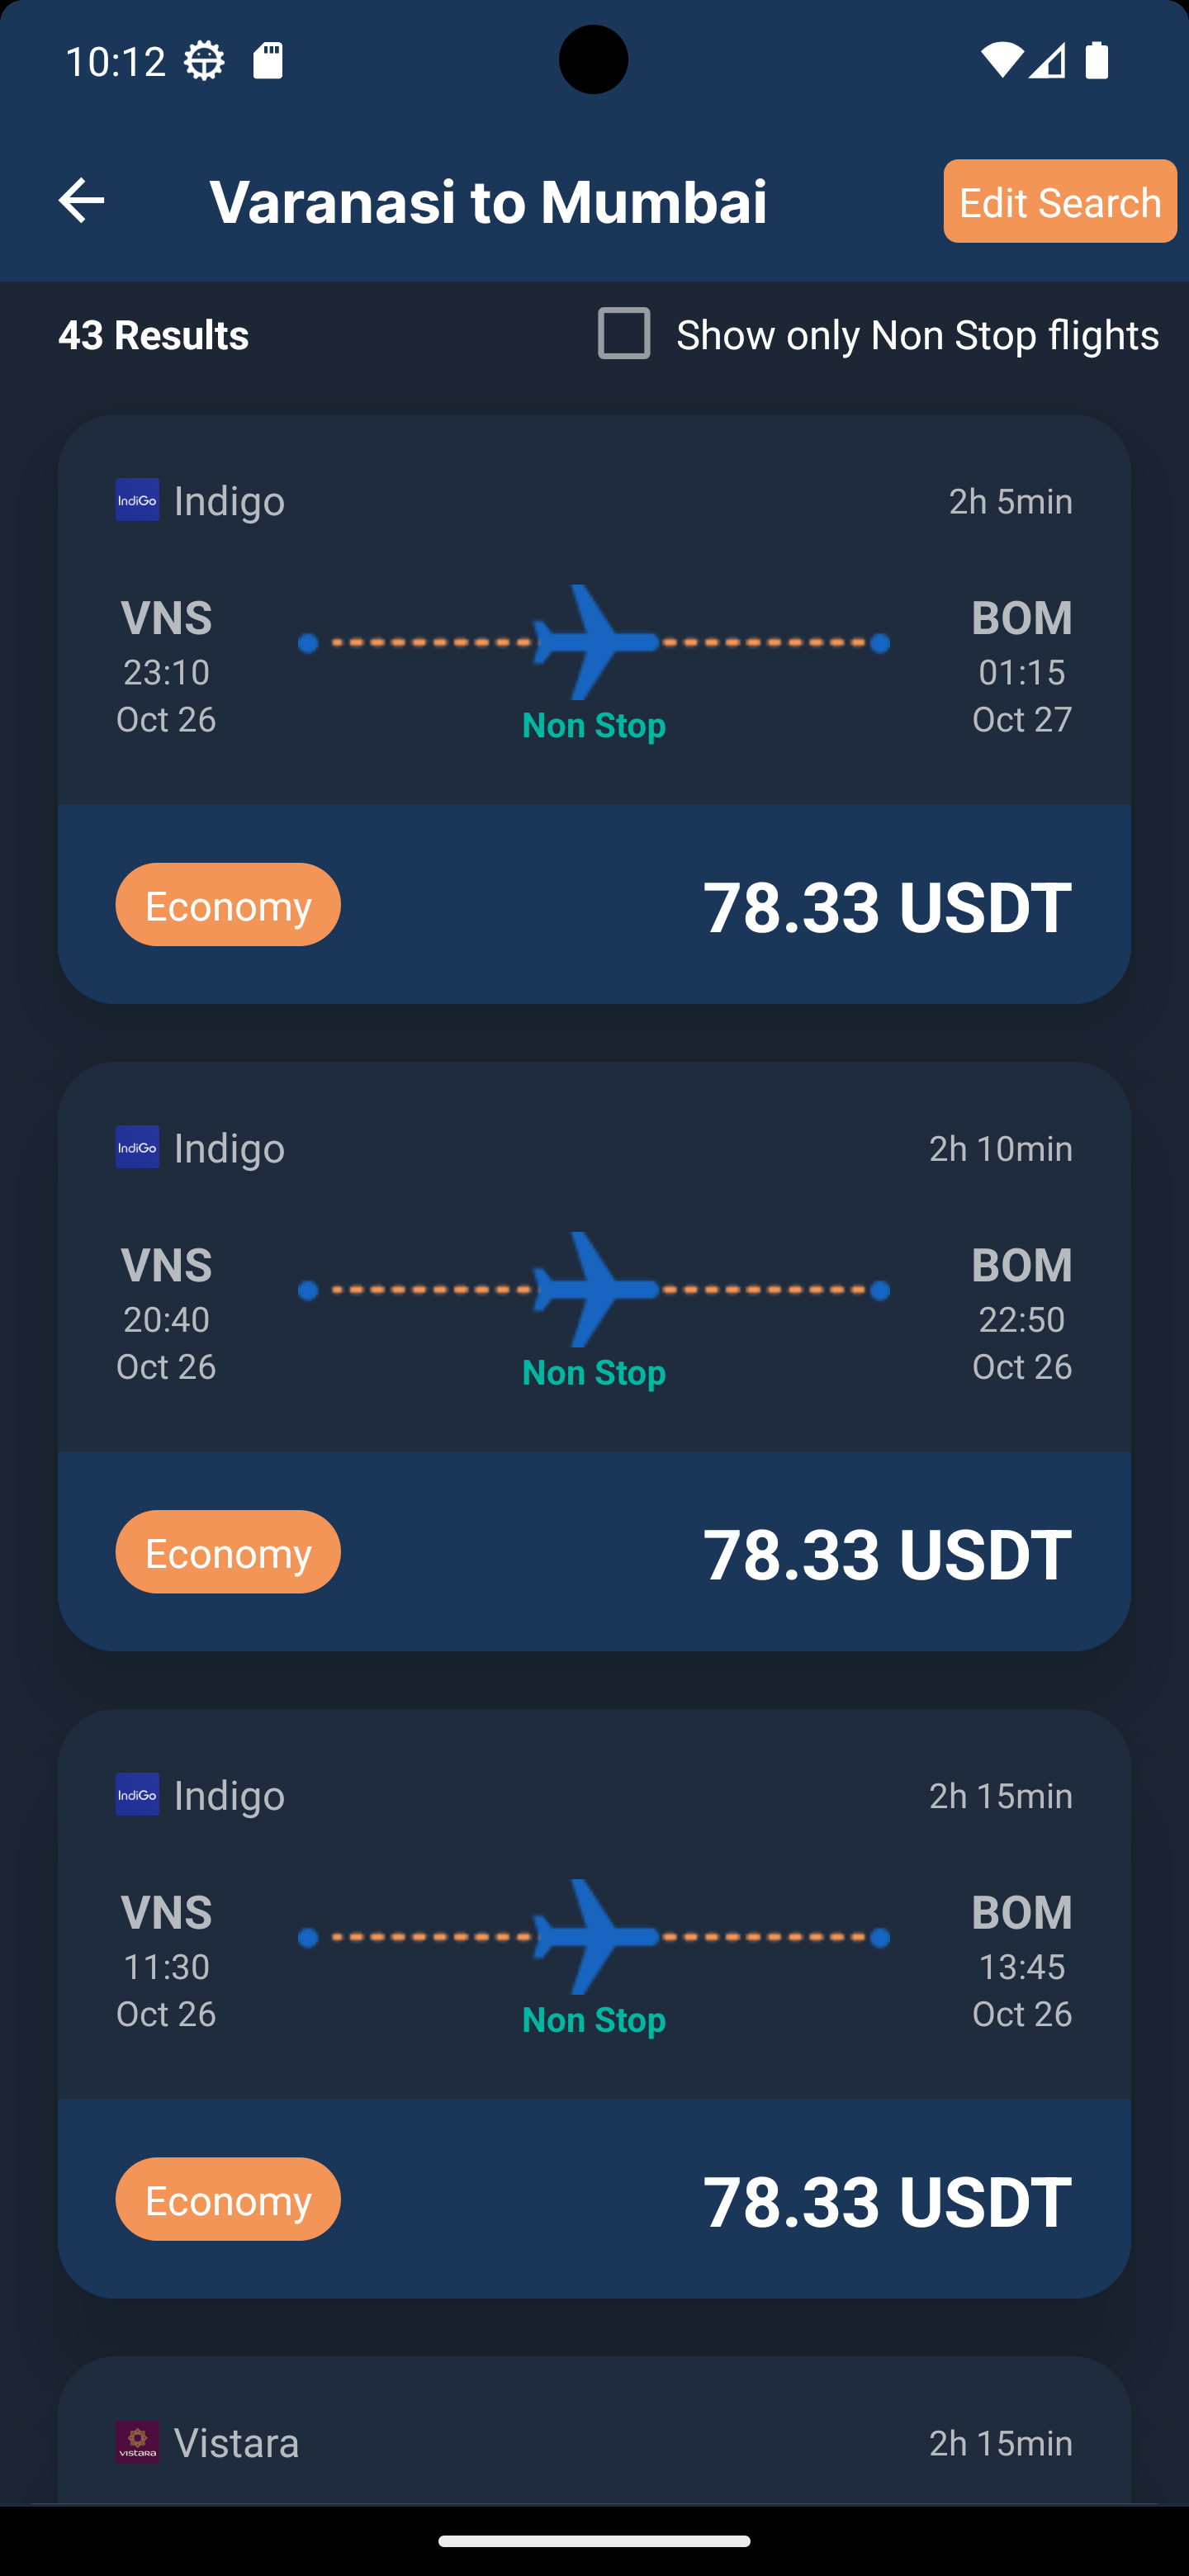 10:12
Varanasi to Mumbai
Edit Search
43 Results
Show only Non Stop flights
IndiGo Indigo
2h 5min
VNS
BOM
23:10
01:15
Oct 26
Oct 27
Non Stop
Economy
78.33 USDT
IndiGo Indigo
2h 10min
VNS
BOM
20:40
22:50
Oct 26
Oct 26
Non Stop
Economy
78.33 USDT
IndiGo Indigo
2h 15min
VNS
BOM
11:30
13:45
Oct 26
Oct 26
Non Stop
Economy
78.33 USDT
VISTARA Vistara
2h 15min